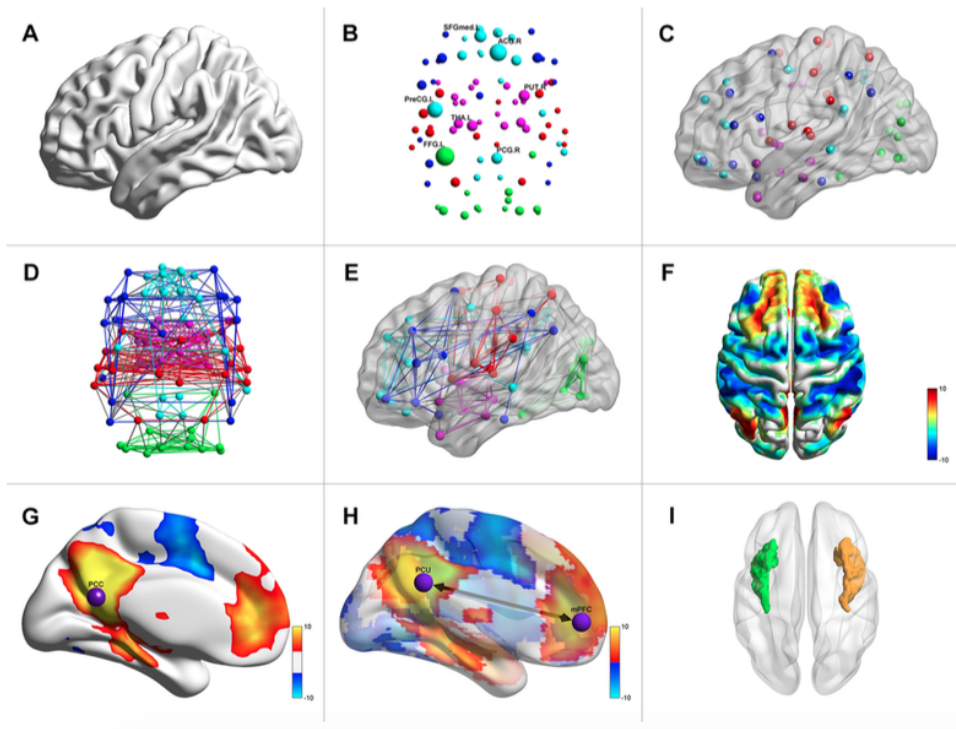 A
B
SFGmed.L
ACG.R
PUT.R
PreCG.L
THA.L
FFG.L
PCG.R
C
D
E
F
10
-10
G
PCC
10
-10
H
PCU
mPFC
10
-10
I